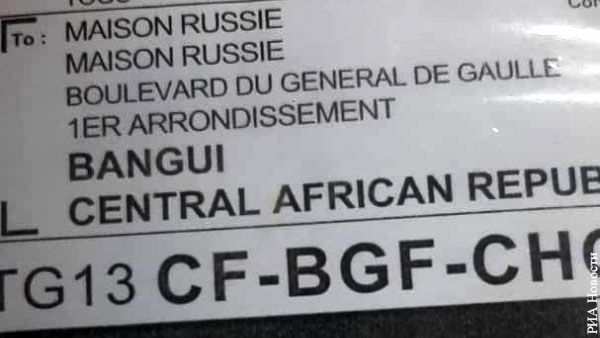 To : MAISON RUSSIE
MAISON RUSSIE
BOULEVARD DU GENERAL DE GAULLE
1ER ARRONDISSEMENT
BANGUI
CENTRAL AFRICAN REPUB
TG13 CF-BGF-CH
РИА Новости